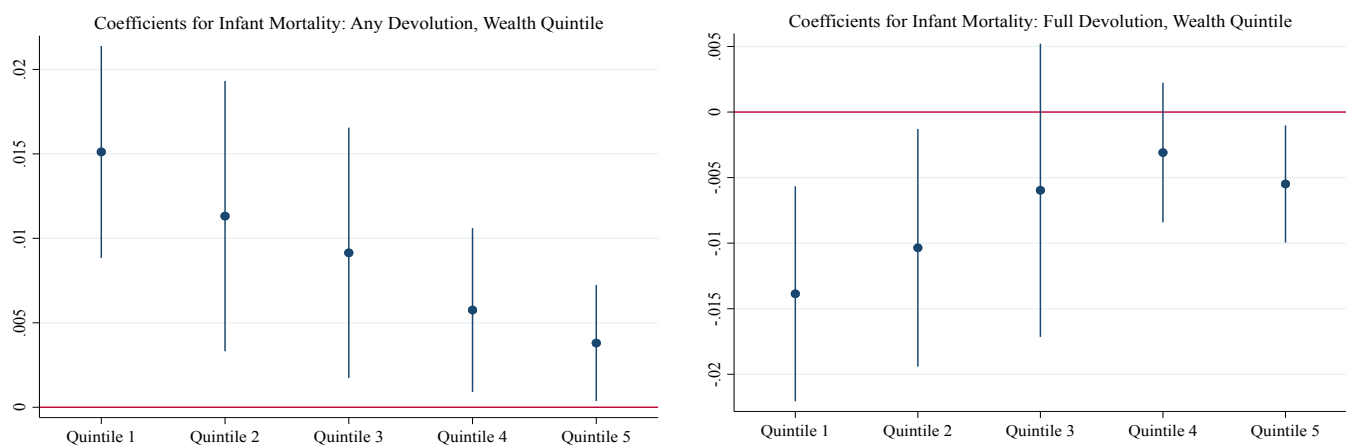 Coefficients for Infant Mortality: Any Devolution, Wealth Quintile
.02
.015
.01
.005
0
Quintile 1 Quintile 2 Quintile 3 Quintile 4 Quintile 5
Coefficients for Infant Mortality: Full Devolution, Wealth Quintile
.005
0
-.005
-.01
-.015
-.02
Quintile 1 Quintile 2 Quintile 3 Quintile 4 Quintile 5